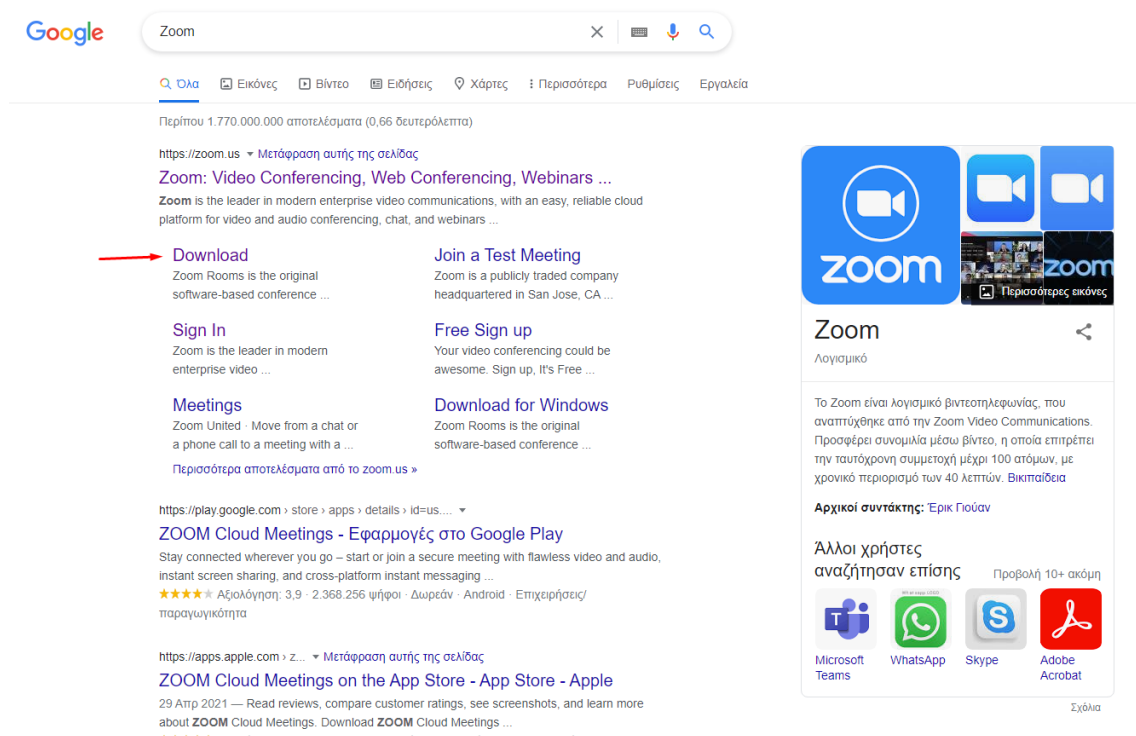 Google
Zoom
Όλα Εικόνες Βίντεο Ειδήσεις Χάρτες Περισσότερα Ρυθμίσεις Εργαλεία
Περίπου 1.770.000.000 αποτελέσματα (0,66 δευτερόλεπτα)
https://zoom.us Μετάφραση αυτής της σελίδας
Zoom: Video Conferencing, Web Conferencing, Webinars ...
Zoom is the leader in modern enterprise video communications, with an easy, reliable cloud
platform for video and audio conferencing, chat, and webinars ...
Download
Zoom Rooms is the original
software-based conference ...
Join a Test Meeting
Zoom is a publicly traded company
headquartered in San Jose, CA ...
Sign In
Zoom is the leader in modern
enterprise video ...
Free Sign up
Your video conferencing could be
awesome. Sign up, It's Free ...
Meetings
Zoom United · Move from a chat or
a phone call to a meeting with a ...
Download for Windows
Zoom Rooms is the original
software-based conference ...
Περισσότερα αποτελέσματα από το zoom.us »
https://play.google.com › store › apps › details › id=us....
ZOOM Cloud Meetings - Εφαρμογές στο Google Play
Stay connected wherever you go – start or join a secure meeting with flawless video and audio,
instant screen sharing, and cross-platform instant messaging ...
Αξιολόγηση: 3,9 · 2.368.256 ψήφοι · Δωρεάν · Android · Επιχειρήσεις/
παραγωγικότητα
https://apps.apple.com › z... Μετάφραση αυτής της σελίδας
ZOOM Cloud Meetings on the App Store - App Store - Apple
29 Απρ 2021 — Read reviews, compare customer ratings, see screenshots, and learn more
about ZOOM Cloud Meetings. Download ZOOM Cloud Meetings ...
zoom
zoom
Περισσότερες εικόνες
Zoom
Λογισμικό
Το Zoom είναι λογισμικό βιντεοτηλεφωνίας, που
αναπτύχθηκε από την Zoom Video Communications.
Προσφέρει συνομιλία μέσω βίντεο, η οποία επιτρέπει
την ταυτόχρονη συμμετοχή μέχρι 100 ατόμων, με
χρονικό περιορισμό των 40 λεπτών. Βικιπαίδεια
Αρχικοί συντάκτης: Έρικ Γιούαν
Άλλοι χρήστες
αναζήτησαν επίσης
Προβολή 10+ ακόμη
T
S
Microsoft
Teams
WhatsApp
Skype
Adobe
Acrobat
Σχόλια